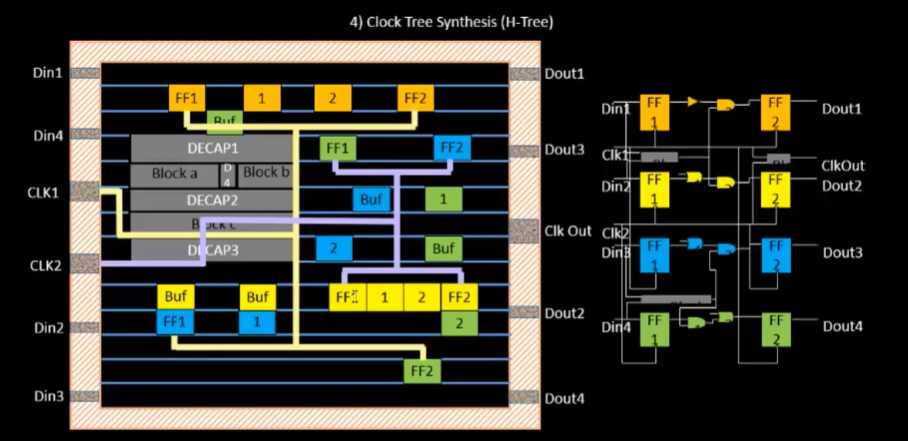 4) Clock Tree Synthesis (H-Tree)
Din1
Dout1
FF1 1 2 FF2
Buf
Din4
DECAP1
FF1 FF2
Dout3
Block a D4 Block b
CLK1
DECAP2
Buf 1
Block c
Clk Out
CLK2
DECAP3
2 Buf
Buf Buf
FF1 1 2 FF2
Din2
FF1 1
2
Dout2
FF2
Din3
Dout4
Din1 FF 1 FF 2 Dout1
Clk1
ClkOut
Din2 FF 1 FF 2 Dout2
Clk2
Din3 FF 1 FF 2 Dout3
Din4 FF 1 FF 2 Dout4